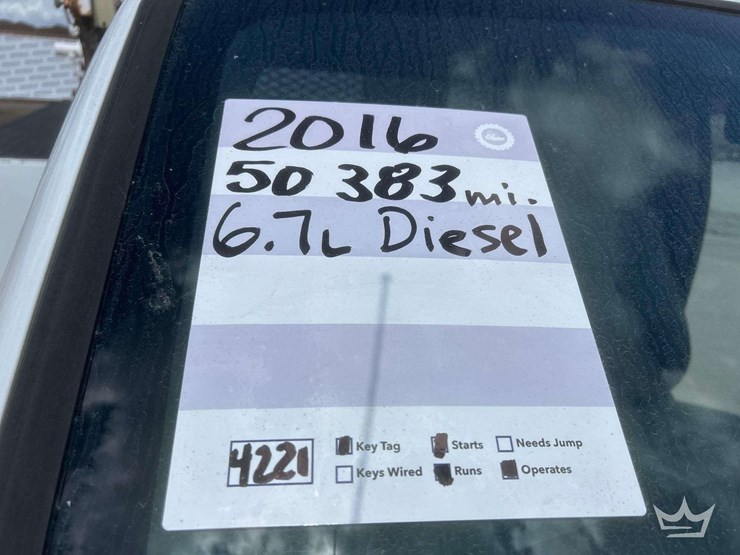 2016
50 383 mi.
6.7L Diesel
4221
Key Tag
Starts
Needs Jump
Keys Wired
Runs
Operates